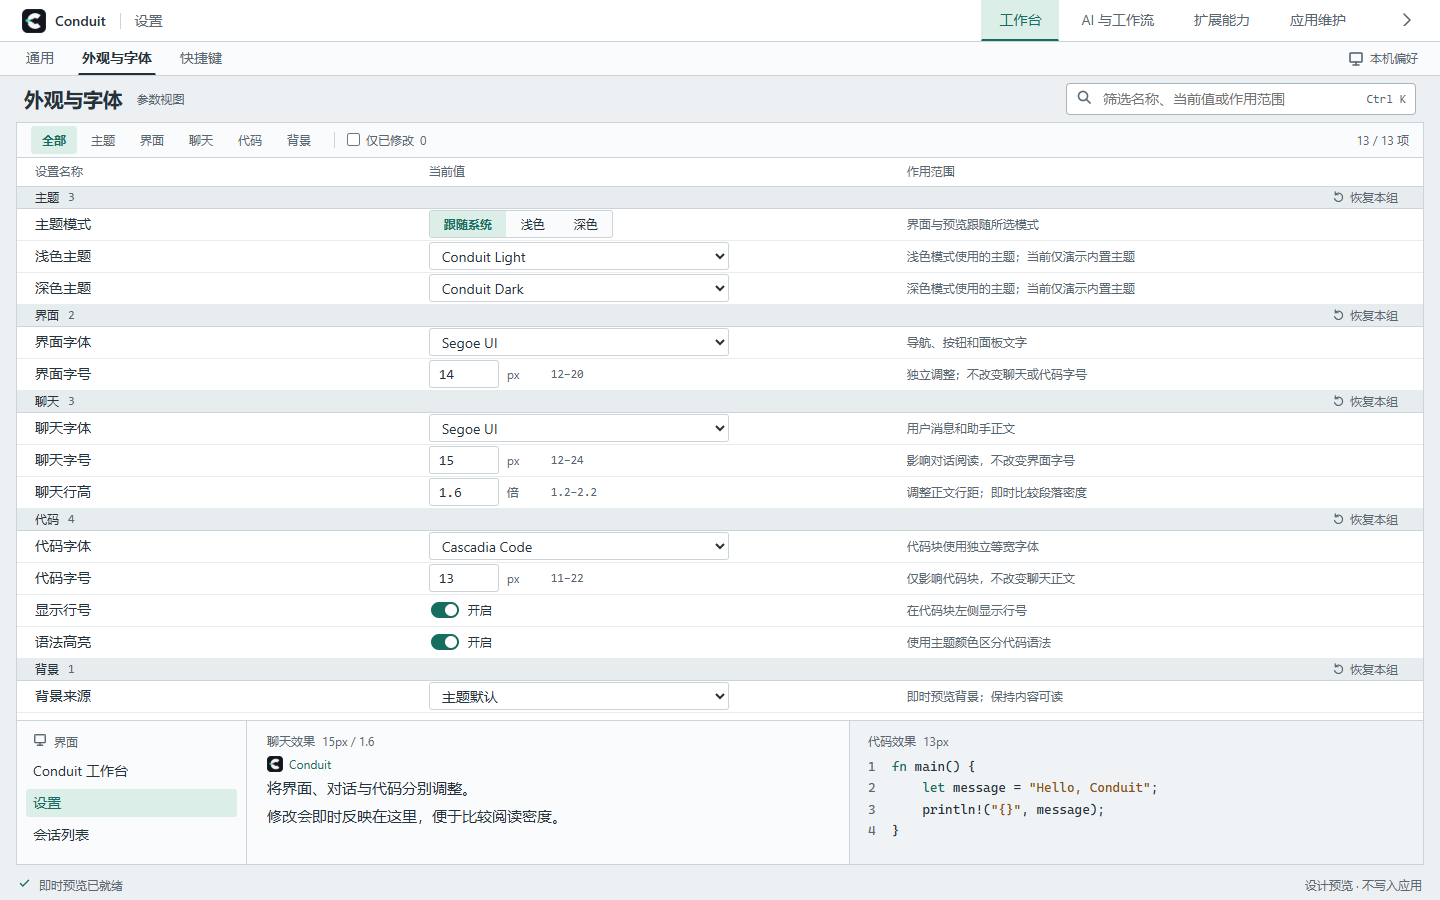 Conduit 设置 工作台 AI 与工作流 扩展能力 应用维护
通用 外观与字体 快捷键 本机偏好
外观与字体 参数视图 筛选名称、当前值或作用范围 Ctrl K
全部 主题 界面 聊天 代码 背景 仅已修改 0 13 / 13 项
设置名称 当前值 作用范围
主题 3 恢复本组
主题模式 跟随系统 浅色 深色 界面与预览跟随所选模式
浅色主题 Conduit Light 浅色模式使用的主题；当前仅演示内置主题
深色主题 Conduit Dark 深色模式使用的主题；当前仅演示内置主题
界面 2 恢复本组
界面字体 Segoe UI 导航、按钮和面板文字
界面字号 14 px 12–20 独立调整；不改变聊天或代码字号
聊天 3 恢复本组
聊天字体 Segoe UI 用户消息和助手正文
聊天字号 15 px 12–24 影响对话阅读，不改变界面字号
聊天行高 1.6 倍 1.2–2.2 调整正文行距；即时比较段落密度
代码 4 恢复本组
代码字体 Cascadia Code 代码块使用独立等宽字体
代码字号 13 px 11–22 仅影响代码块，不改变聊天正文
显示行号 开启 在代码块左侧显示行号
语法高亮 开启 使用主题颜色区分代码语法
背景 1 恢复本组
背景来源 主题默认 即时预览背景；保持内容可读
界面
Conduit 工作台
设置
会话列表
聊天效果 15px / 1.6
Conduit
将界面、对话与代码分别调整。
修改会即时反映在这里，便于比较阅读密度。
代码效果 13px
1 fn main() {
2     let message = "Hello, Conduit";
3     println!("{}", message);
4 }
即时预览已就绪 设计预览 · 不写入应用